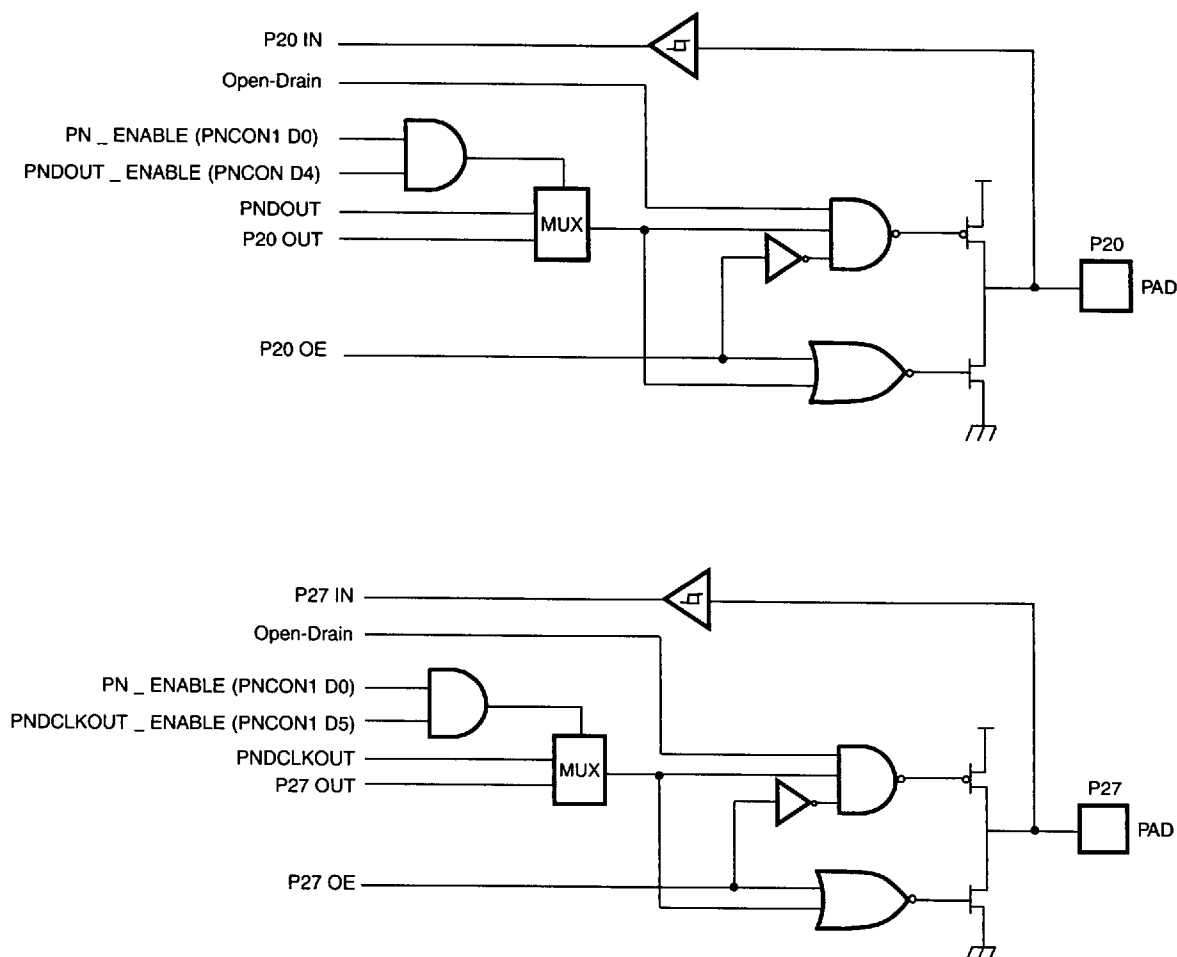 P20 IN
Open-Drain
PN _ ENABLE (PNCON1 D0)
PNDOUT _ ENABLE (PNCON D4)
PNDOUT
P20 OUT
MUX
P20
PAD
P20 OE
P27 IN
Open-Drain
PN _ ENABLE (PNCON1 D0)
PNDCLKOUT _ ENABLE (PNCON1 D5)
PNDCLKOUT
P27 OUT
MUX
P27
PAD
P27 OE